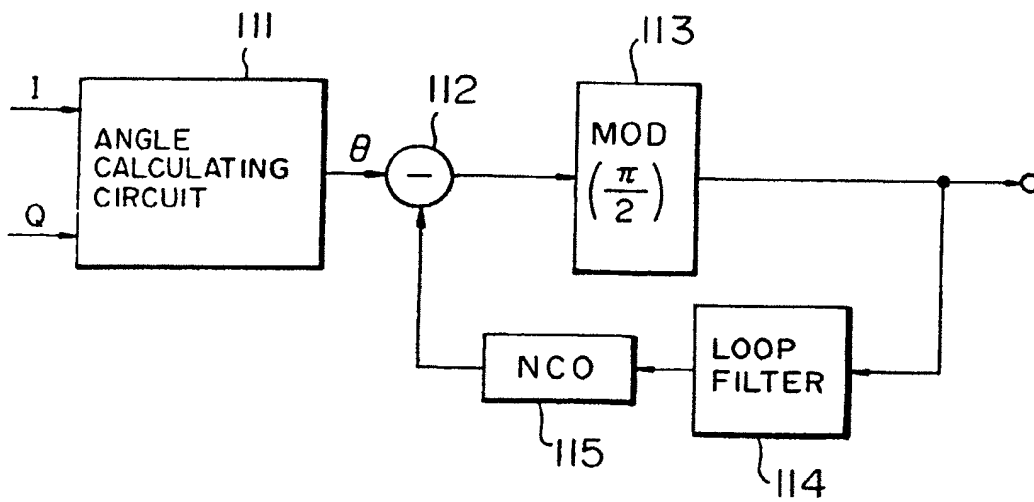 111
113
I
112
ANGLE
CALCULATING
CIRCUIT
θ
−
MOD
(π/2)
Q
NCO
LOOP
FILTER
115
114